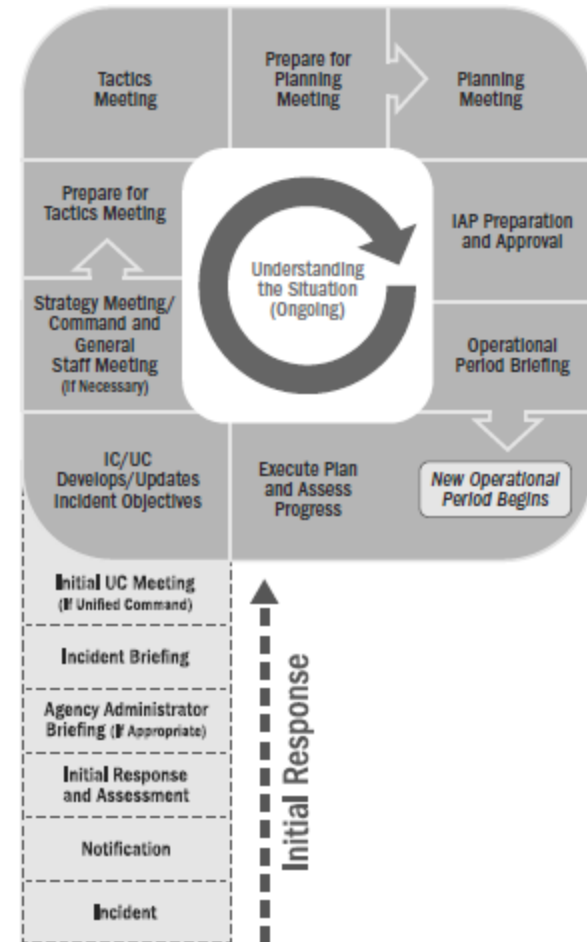 Tactics
Meeting
Prepare for
Planning
Meeting
Planning
Meeting
Prepare for
Tactics Meeting
Understanding
the Situation
(Ongoing)
IAP Preparation
and Approval
Strategy Meeting/
Command and
General
Staff Meeting
(If Necessary)
Operational
Period Briefing
IC/UC
Develops/Updates
Incident Objectives
Execute Plan
and Assess
Progress
New Operational
Period Begins
Initial UC Meeting
(If Unified Command)
Incident Briefing
Agency Administrator
Briefing (If Appropriate)
Initial Response
and Assessment
Notification
Incident
Initial Response